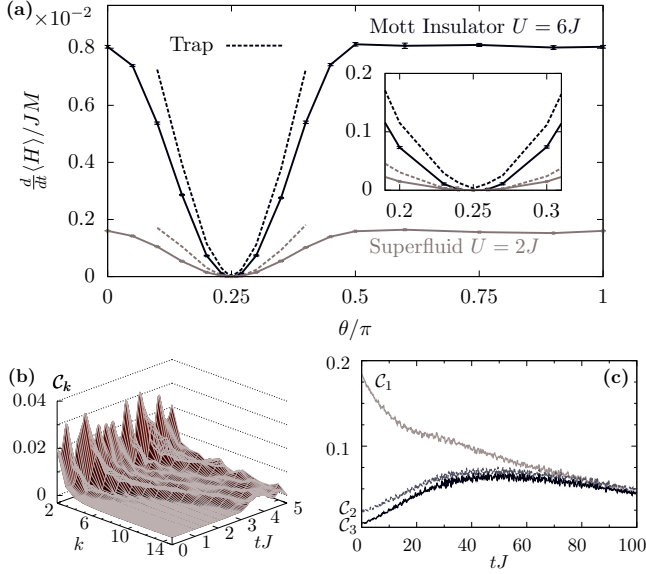 (a)
×10⁻²
Mott Insulator U = 6J
Trap
0.8
0.6
0.4
0.2
0
d/dt⟨H⟩/JM
0.2
0.1
0
0.2
0.25
0.3
Superfluid U = 2J
0
0.25
0.5
0.75
1
θ/π
(b)
𝒞ₖ
0.04
0.02
0
2
6
10
14
k
0
1
2
3
4
5
tJ
(c)
0.2
0.1
𝒞₁
𝒞₂
𝒞₃
0
20
40
60
80
100
tJ